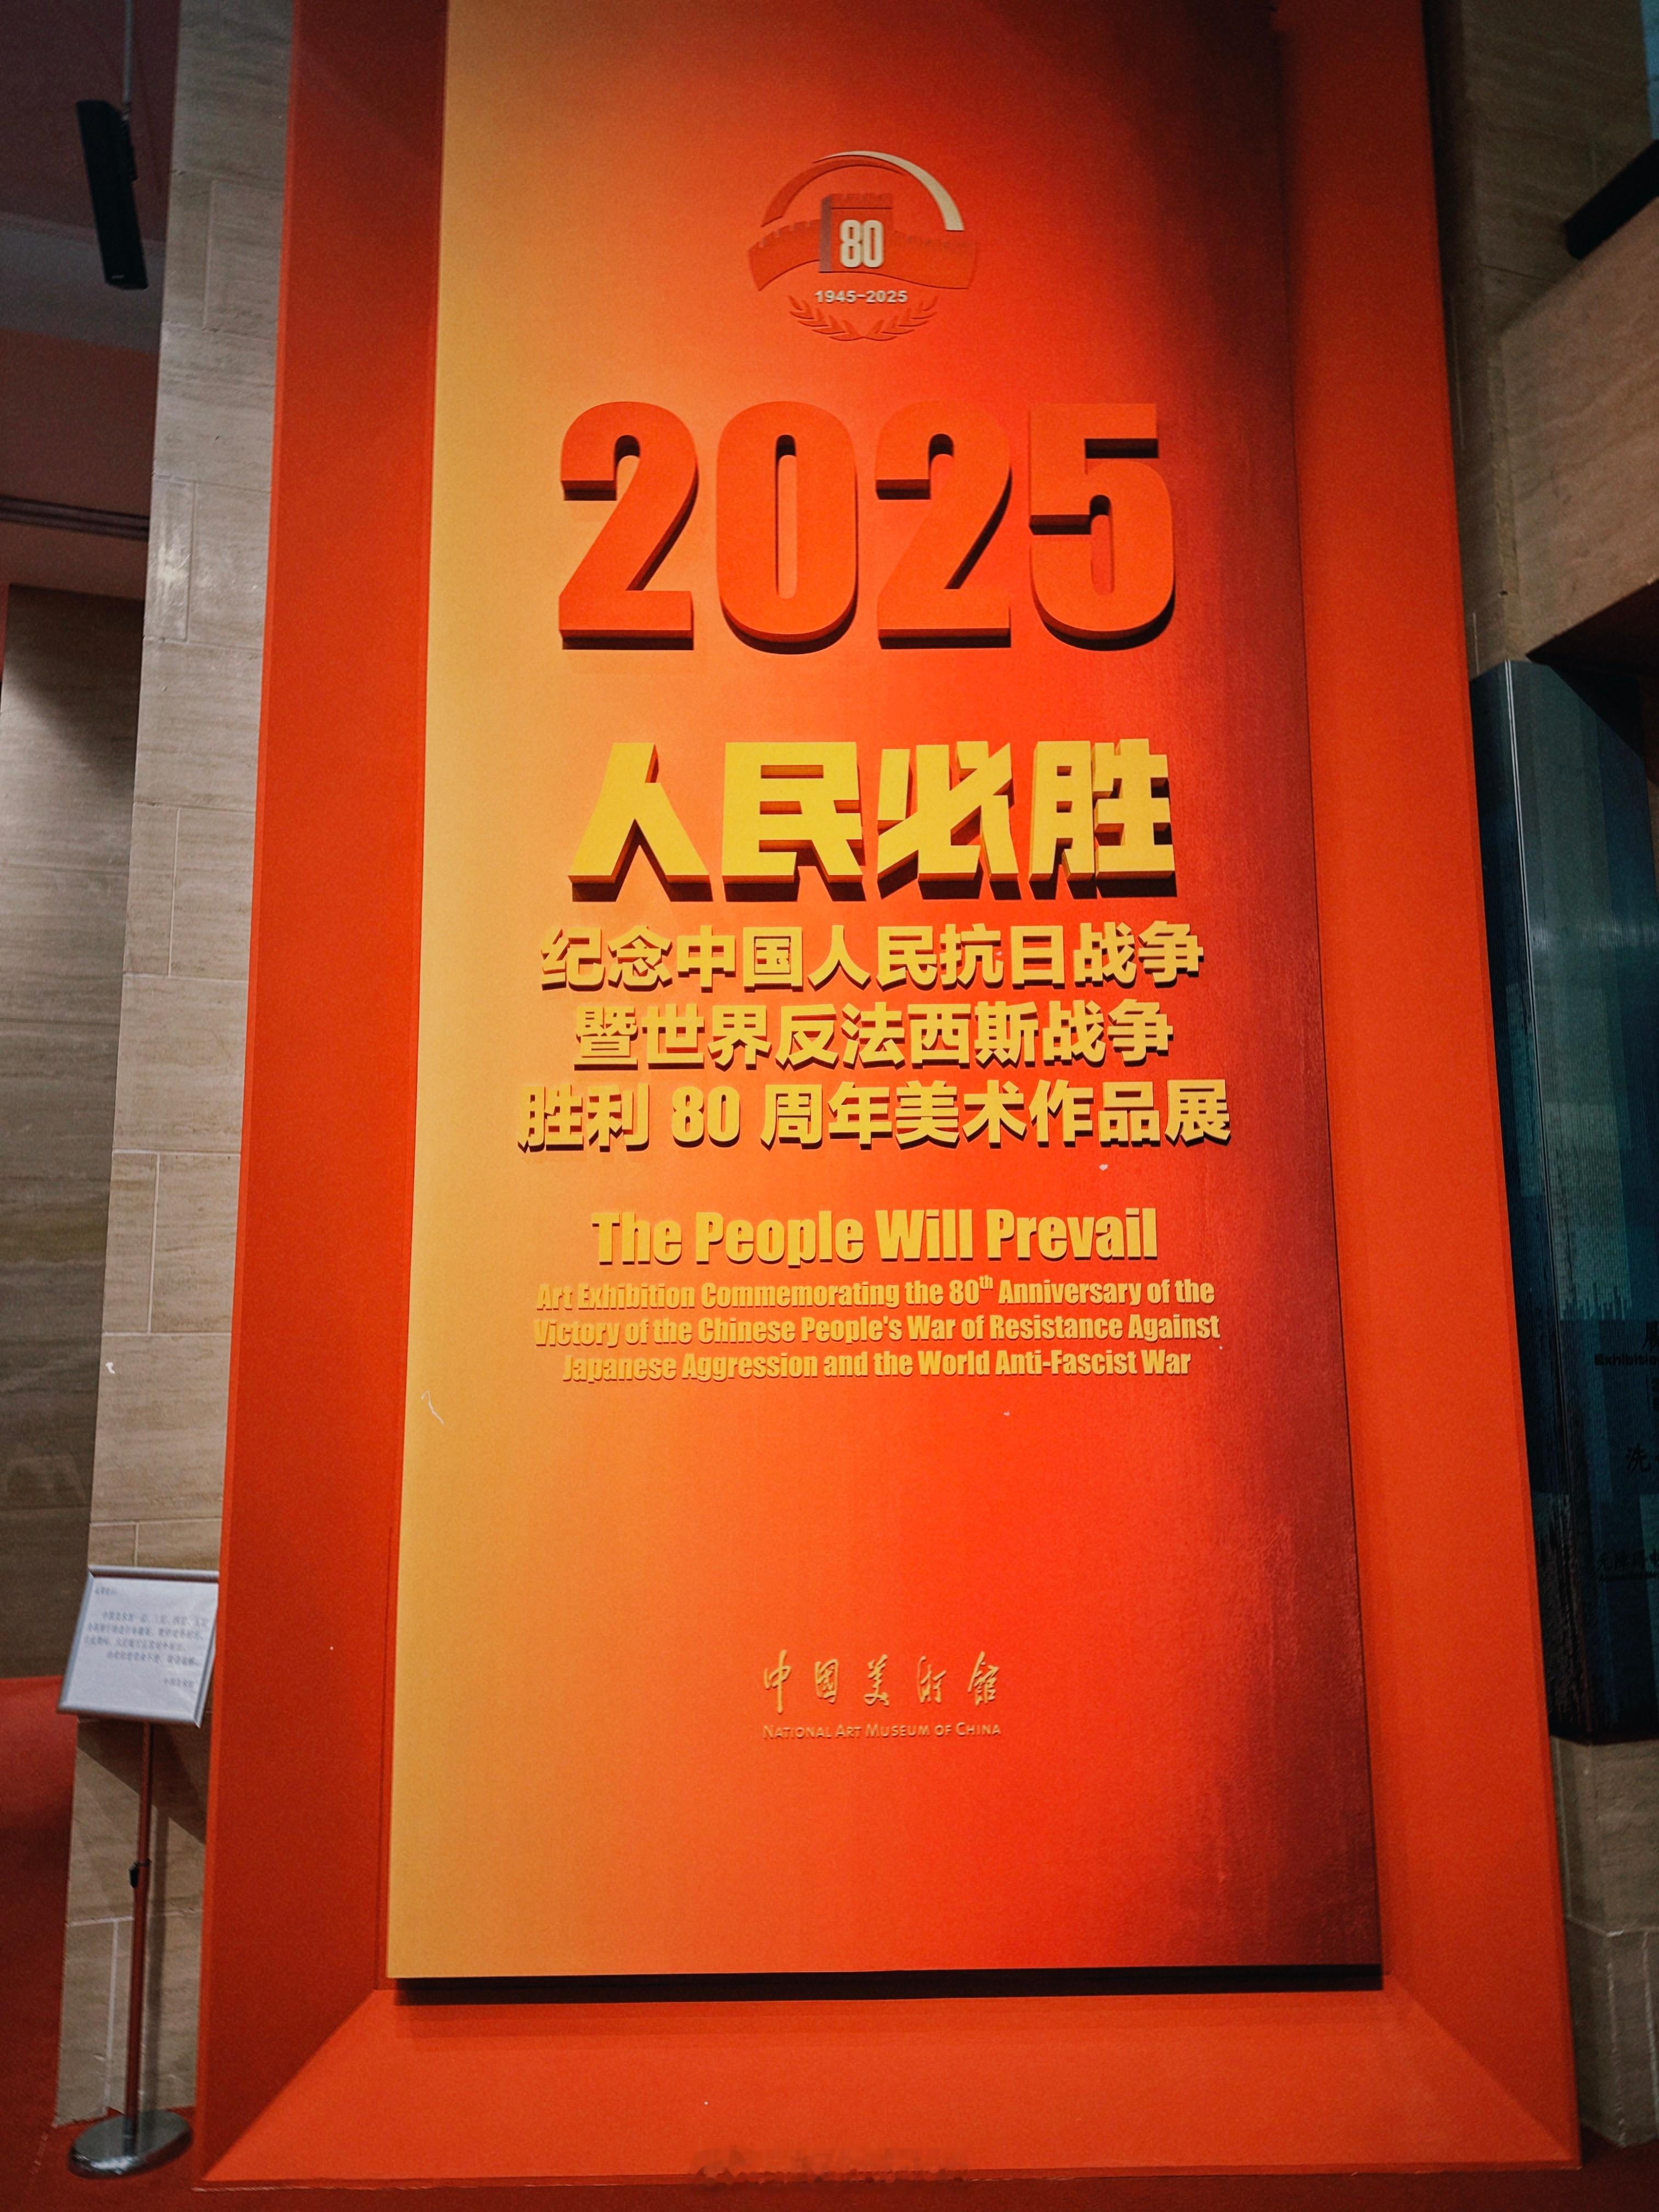 80
1945-2025
2025
人民必胜
纪念中国人民抗日战争
暨世界反法西斯战争
胜利 80 周年美术作品展
The People Will Prevail
Art Exhibition Commemorating the 80th Anniversary of the
Victory of the Chinese People's War of Resistance Against
Japanese Aggression and the World Anti-Fascist War
中国美术馆
NATIONAL ART MUSEUM OF CHINA